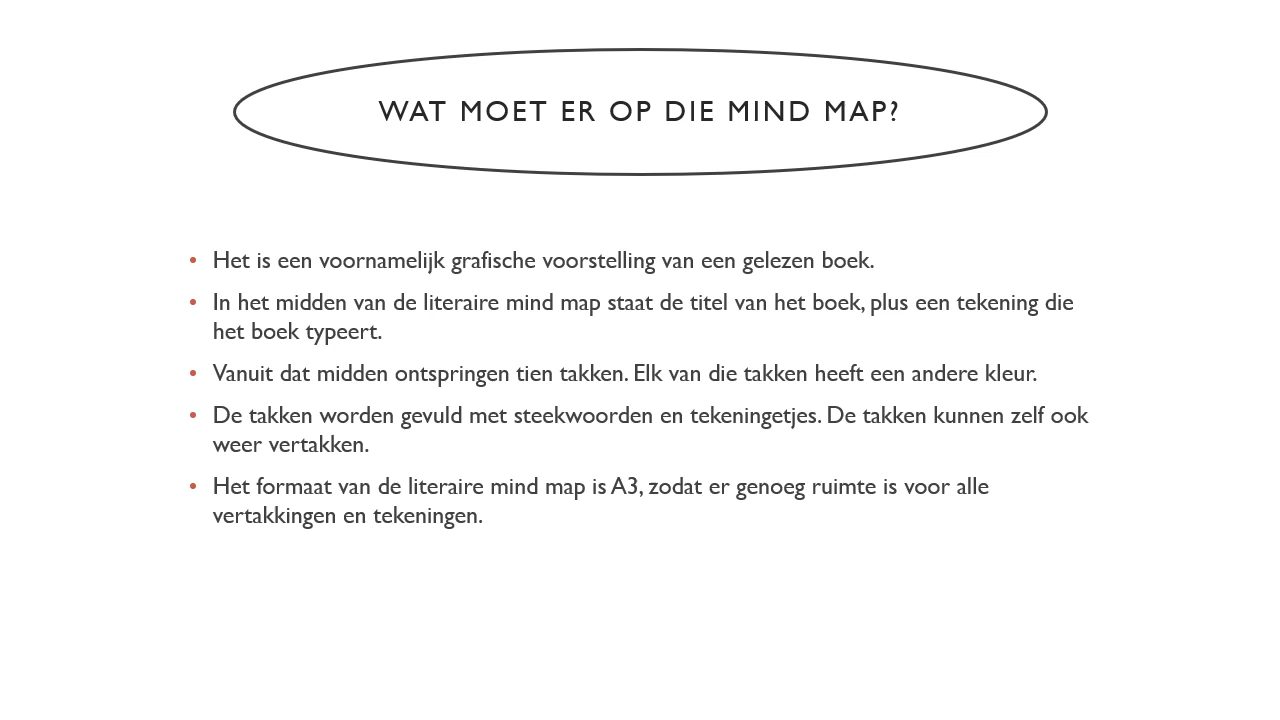 WAT MOET ER OP DIE MIND MAP?
• Het is een voornamelijk grafische voorstelling van een gelezen boek.
• In het midden van de literaire mind map staat de titel van het boek, plus een tekening die
het boek typeert.
• Vanuit dat midden ontspringen tien takken. Elk van die takken heeft een andere kleur.
• De takken worden gevuld met steekwoorden en tekeningetjes. De takken kunnen zelf ook
weer vertakken.
• Het formaat van de literaire mind map is A3, zodat er genoeg ruimte is voor alle
vertakkingen en tekeningen.